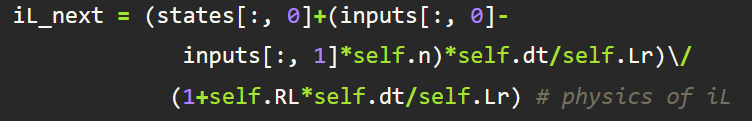 iL_next = (states[:, 0]+(inputs[:, 0]-
inputs[:, 1]*self.n)*self.dt/self.Lr)\/
(1+self.RL*self.dt/self.Lr) # physics of iL